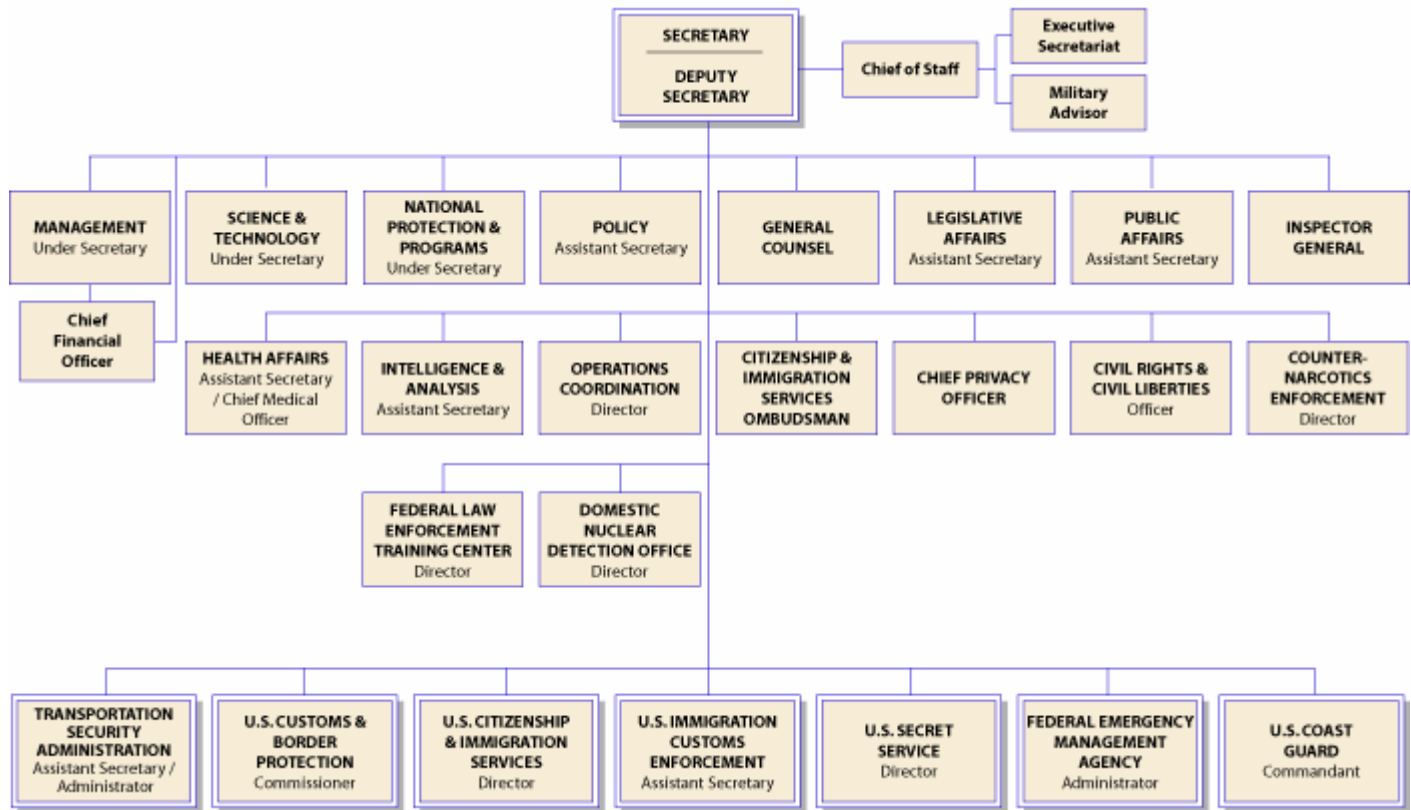 SECRETARY
DEPUTY
SECRETARY
Chief of Staff
Executive
Secretariat
Military
Advisor
MANAGEMENT
Under Secretary
SCIENCE &
TECHNOLOGY
Under Secretary
NATIONAL
PROTECTION &
PROGRAMS
Under Secretary
POLICY
Assistant Secretary
GENERAL
COUNSEL
LEGISLATIVE
AFFAIRS
Assistant Secretary
PUBLIC
AFFAIRS
Assistant Secretary
INSPECTOR
GENERAL
Chief
Financial
Officer
HEALTH AFFAIRS
Assistant Secretary
/ Chief Medical
Officer
INTELLIGENCE &
ANALYSIS
Assistant Secretary
OPERATIONS
COORDINATION
Director
CITIZENSHIP &
IMMIGRATION
SERVICES
OMBUDSMAN
CHIEF PRIVACY
OFFICER
CIVIL RIGHTS &
CIVIL LIBERTIES
Officer
COUNTER-
NARCOTICS
ENFORCEMENT
Director
FEDERAL LAW
ENFORCEMENT
TRAINING CENTER
Director
DOMESTIC
NUCLEAR
DETECTION OFFICE
Director
TRANSPORTATION
SECURITY
ADMINISTRATION
Assistant Secretary /
Administrator
U.S. CUSTOMS &
BORDER
PROTECTION
Commissioner
U.S. CITIZENSHIP
& IMMIGRATION
SERVICES
Director
U.S. IMMIGRATION
CUSTOMS
ENFORCEMENT
Assistant Secretary
U.S. SECRET
SERVICE
Director
FEDERAL EMERGENCY
MANAGEMENT
AGENCY
Administrator
U.S. COAST
GUARD
Commandant